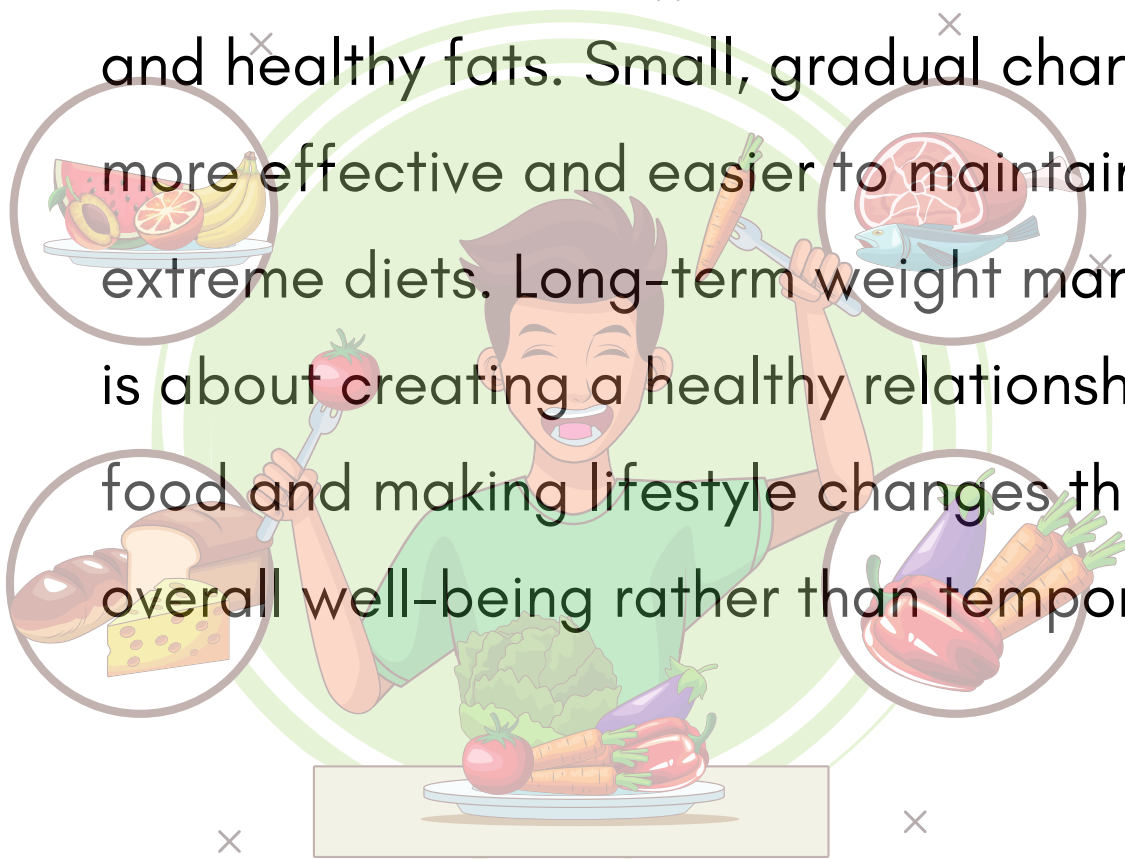 and healthy fats. Small, gradual char
more effective and easier to maintair
extreme diets. Long-term weight mar
is about creating a healthy relationsh
food and making lifestyle changes th
overall well-being rather than tempor